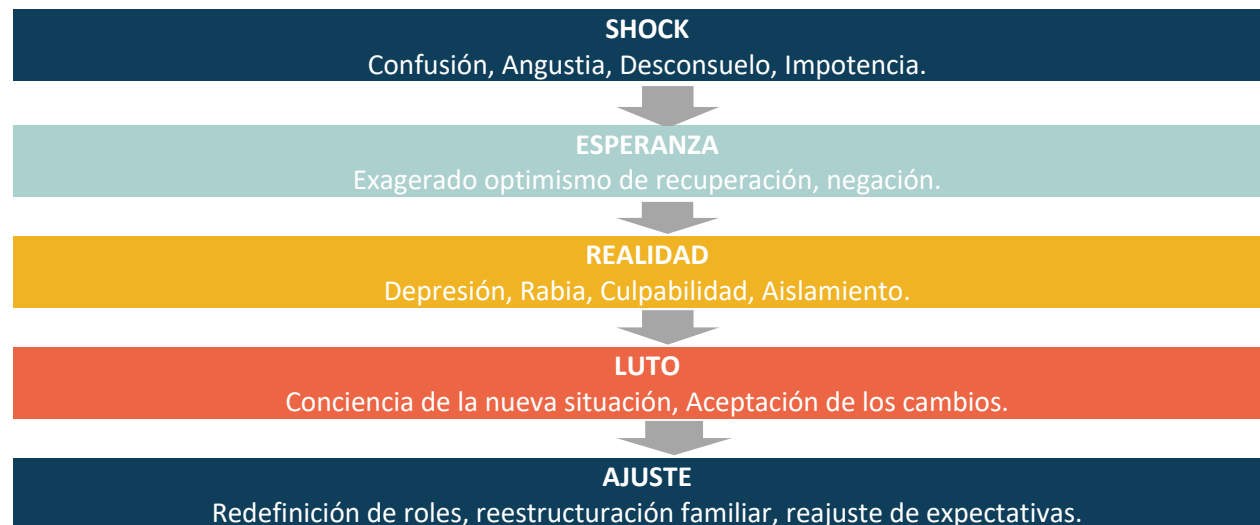 SHOCK
Confusión, Angustia, Desconsuelo, Impotencia.
ESPERANZA
Exagerado optimismo de recuperación, negación.
REALIDAD
Depresión, Rabia, Culpabilidad, Aislamiento.
LUTO
Conciencia de la nueva situación, Aceptación de los cambios.
AJUSTE
Redefinición de roles, reestructuración familiar, reajuste de expectativas.